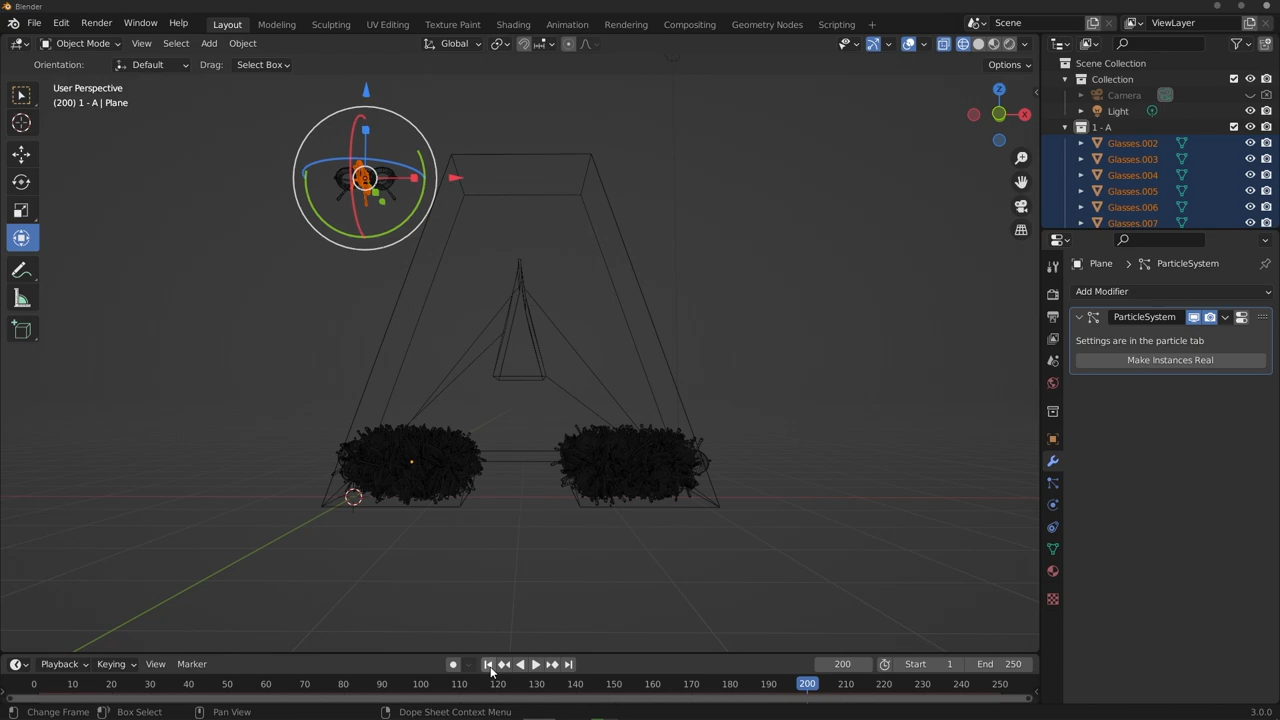 Blender
File Edit Render Window Help Layout Modeling Sculpting UV Editing Texture Paint Shading Animation Rendering Compositing Geometry Nodes Scripting + Scene ViewLayer
Object Mode View Select Add Object Global
Orientation: Default Drag: Select Box Options
User Perspective
(200) 1 - A | Plane
Z
X
Scene Collection
Collection
Camera
Light
1 - A
Glasses.002
Glasses.003
Glasses.004
Glasses.005
Glasses.006
Glasses.007
Plane > ParticleSystem
Add Modifier
ParticleSystem
Settings are in the particle tab
Make Instances Real
Playback Keying View Marker 200 Start 1 End 250
0 10 20 30 40 50 60 70 80 90 100 110 120 130 140 150 160 170 180 190 200 210 220 230 240 250
Change Frame Box Select Pan View Dope Sheet Context Menu 3.0.0